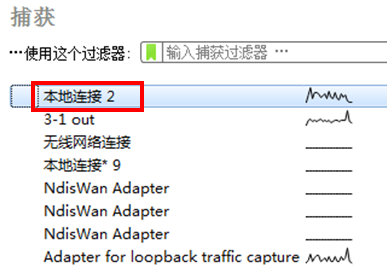 捕获
…使用这个过滤器: 输入捕获过滤器 …
本地连接 2
3-1 out
无线网络连接
本地连接* 9
NdisWan Adapter
NdisWan Adapter
NdisWan Adapter
Adapter for loopback traffic capture